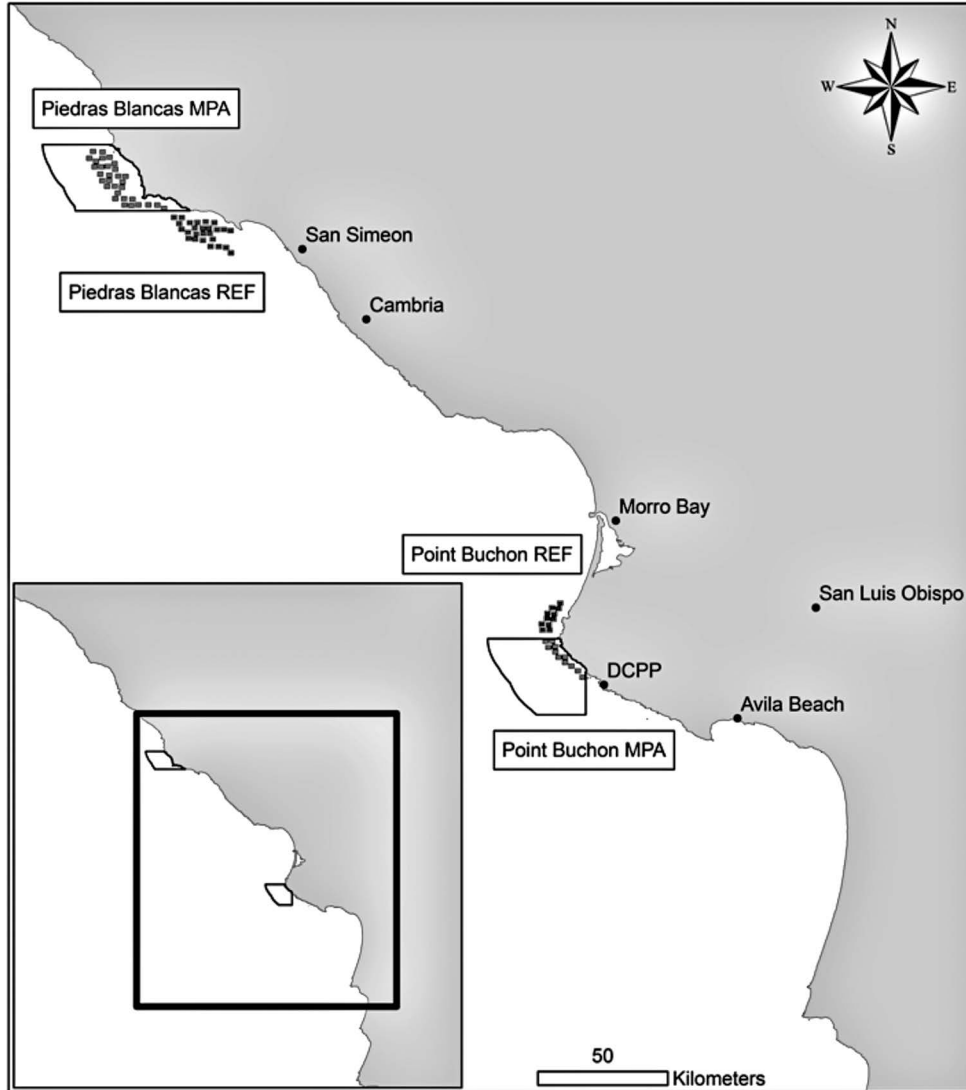 N
W E
S
Piedras Blancas MPA
San Simeon
Piedras Blancas REF
Cambria
Morro Bay
Point Buchon REF
San Luis Obispo
DCPP
Avila Beach
Point Buchon MPA
50
Kilometers